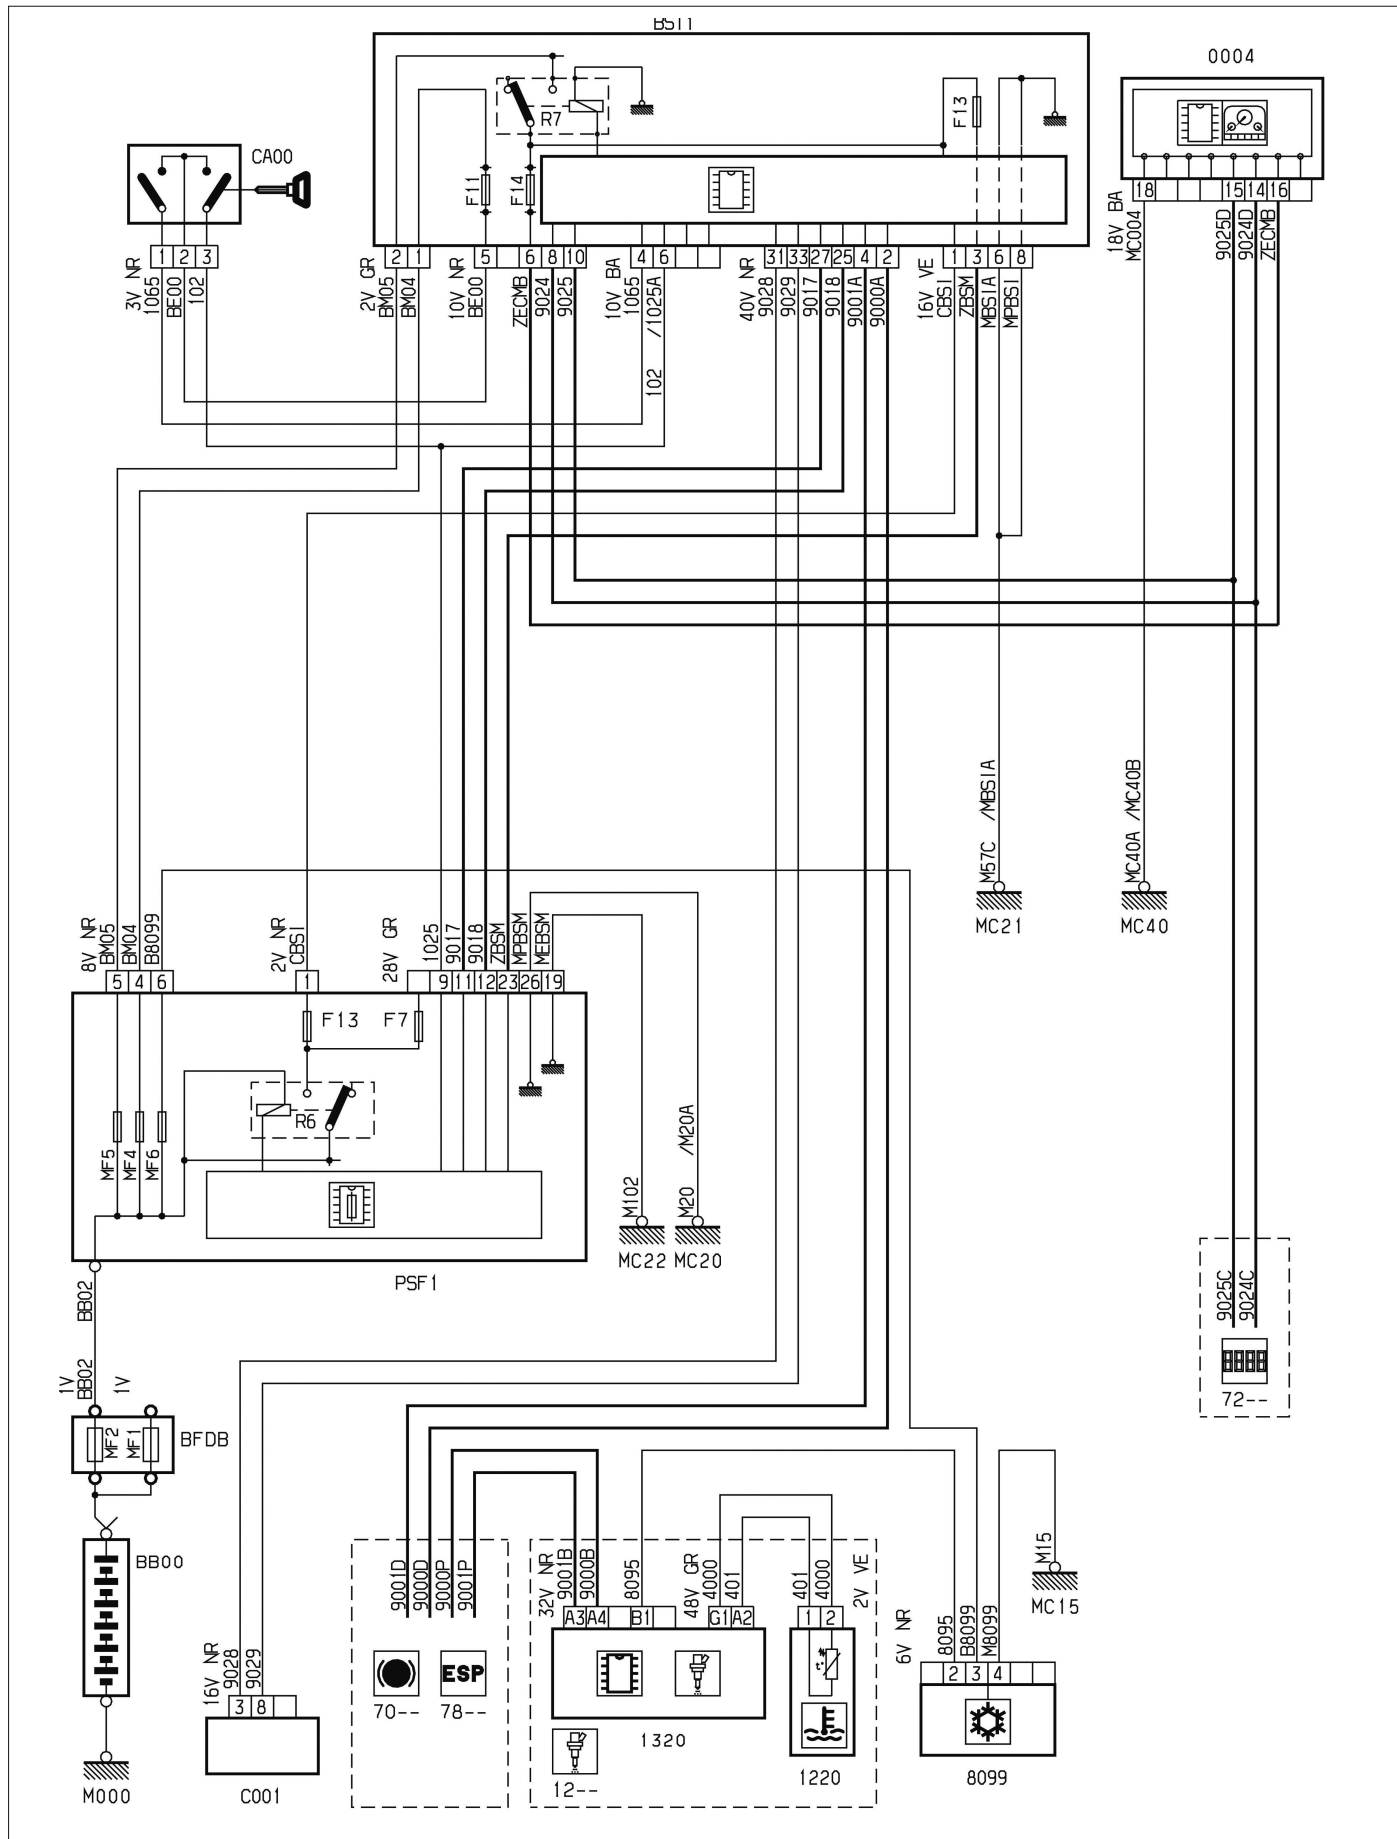 BSI1
0004
CA00
R7
F13
F11
F14
1 2 3
2 1
5
6 8 10
4 6
31 33 27 25 4 2
1 3 6 8
18 15 14 16
3V NR
1065
BE00
102
2V GR
BM05
BM04
10V NR
BE00
ZECMB
9024
9025
10V BA
1065
/1025A
102
40V NR
9028
9029
9017
9018
9001A
9000A
16V VE
CBSI
ZBSM
MBSIA
MPBSI
18V BA
MC004
9025D
9024D
ZECMB
M57C /MBSIA
MC21
MC40A /MC40B
MC40
8V NR
BM05
BM04
B8099
2V NR
CBSI
28V GR
1025
9017
9018
ZBSM
MPBSM
MEBSM
5 4 6
1
9 11 12 23 26 19
F13 F7
R6
MF5
MF4
MF6
M102
MC22
M20 /M20A
MC20
PSF1
BB02
1V
BB02
1V
MF2
MF1
BFDB
BB00
M000
9025C
9024C
72--
16V NR
9028
9029
3 8
C001
9001D
9000D
9000P
9001P
ESP
70-- 78--
32V NR
9001B
9000B
8095
48V GR
4000
401
401
4000
2V VE
A3 A4 B1 G1 A2
1 2
t°
1320
12--
1220
6V NR
8095
B8099
M8099
2 3 4
8099
M15
MC15